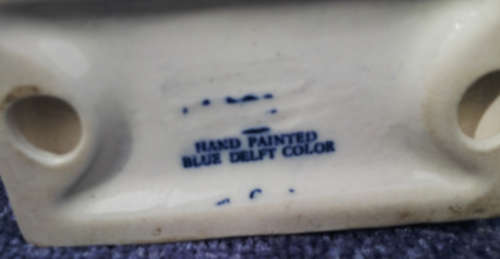 HAND PAINTED
BLUE DELFT COLOR